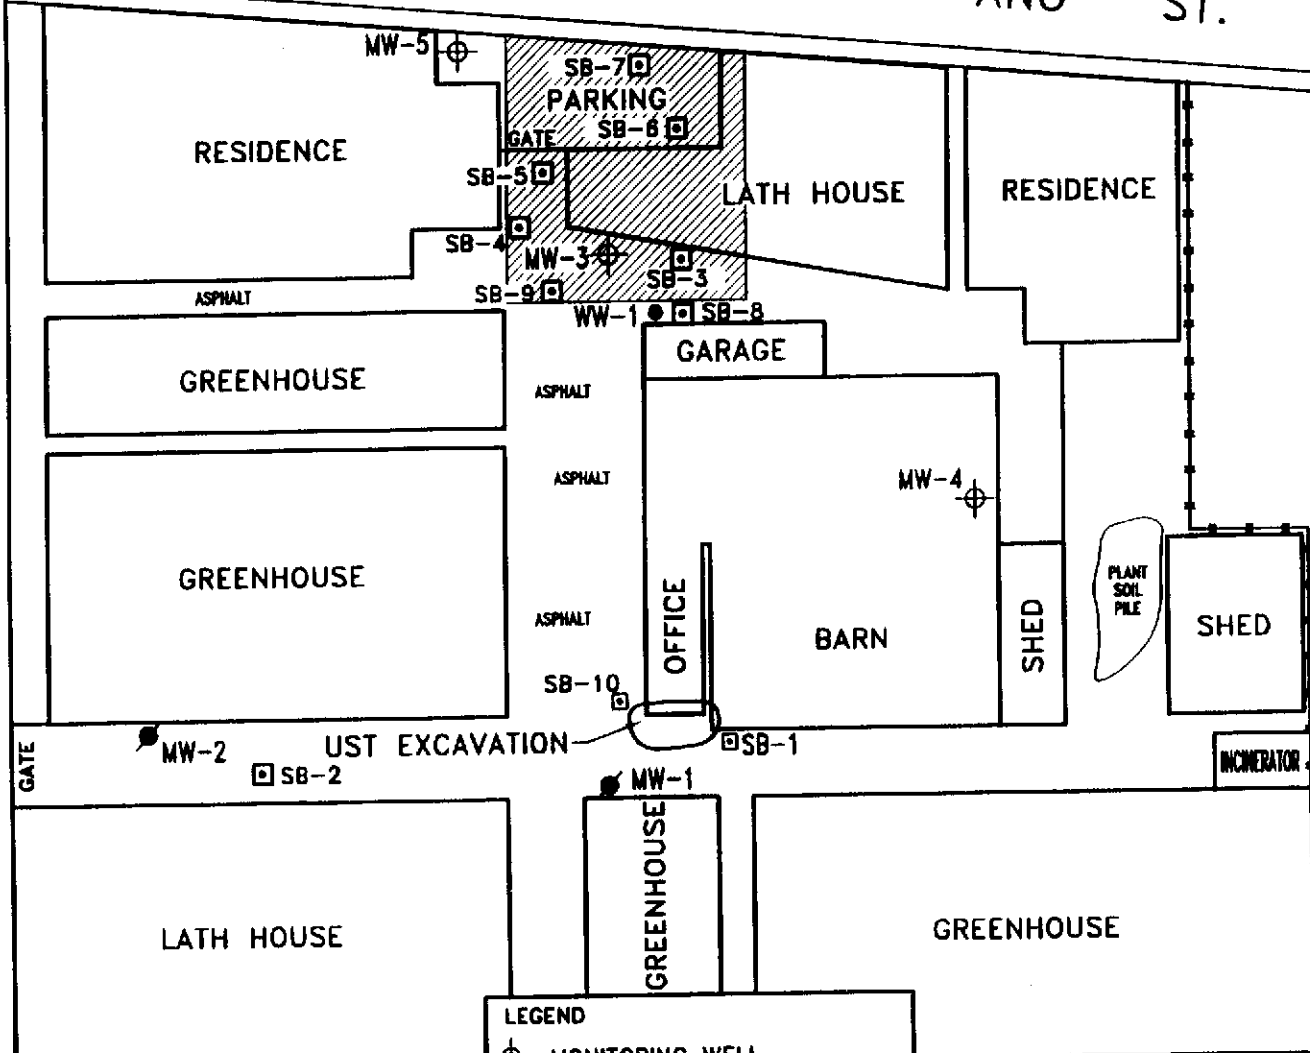 ST.
MW-5
SB-7
PARKING
SB-6
GATE
RESIDENCE
SB-5
LATH HOUSE
RESIDENCE
SB-4
MW-3
SB-3
SB-9
ASPHALT
WW-1
SB-8
GARAGE
GREENHOUSE
ASPHALT
ASPHALT
MW-4
GREENHOUSE
PLANT
SOIL
PILE
ASPHALT
OFFICE
BARN
SHED
SHED
SB-10
UST EXCAVATION
SB-1
MW-2
GATE
SB-2
MW-1
INCINERATOR
GREENHOUSE
LATH HOUSE
GREENHOUSE
LEGEND
MONITORING WELL